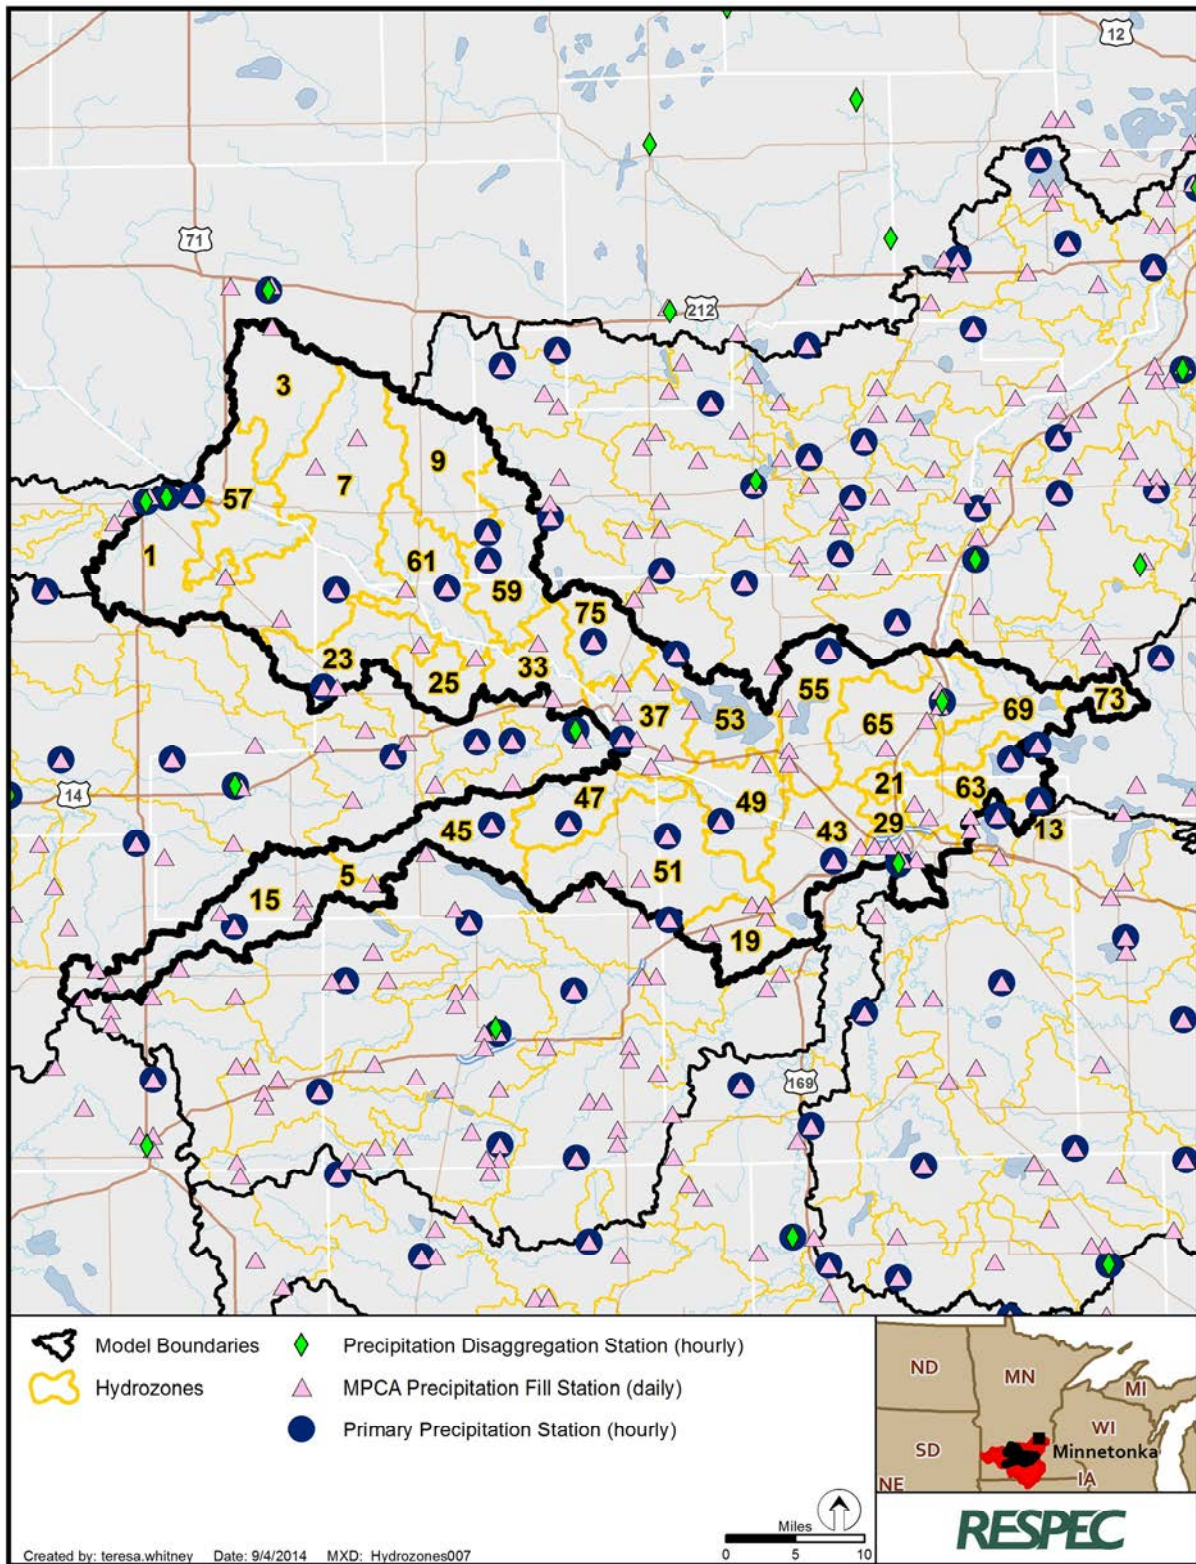 12
71
212
3
9
7
57
61
1
59
75
23
25
33
37
53
55
65
69
73
14
21
63
47
49
29
13
45
43
51
5
15
19
169
Model Boundaries
Hydrozones
Precipitation Disaggregation Station (hourly)
MPCA Precipitation Fill Station (daily)
Primary Precipitation Station (hourly)
Miles
0 5 10
Created by: teresa.whitney Date: 9/4/2014 MXD: Hydrozones007
ND
MN
MI
WI
SD
Minnetonka
NE
IA
RESPEC